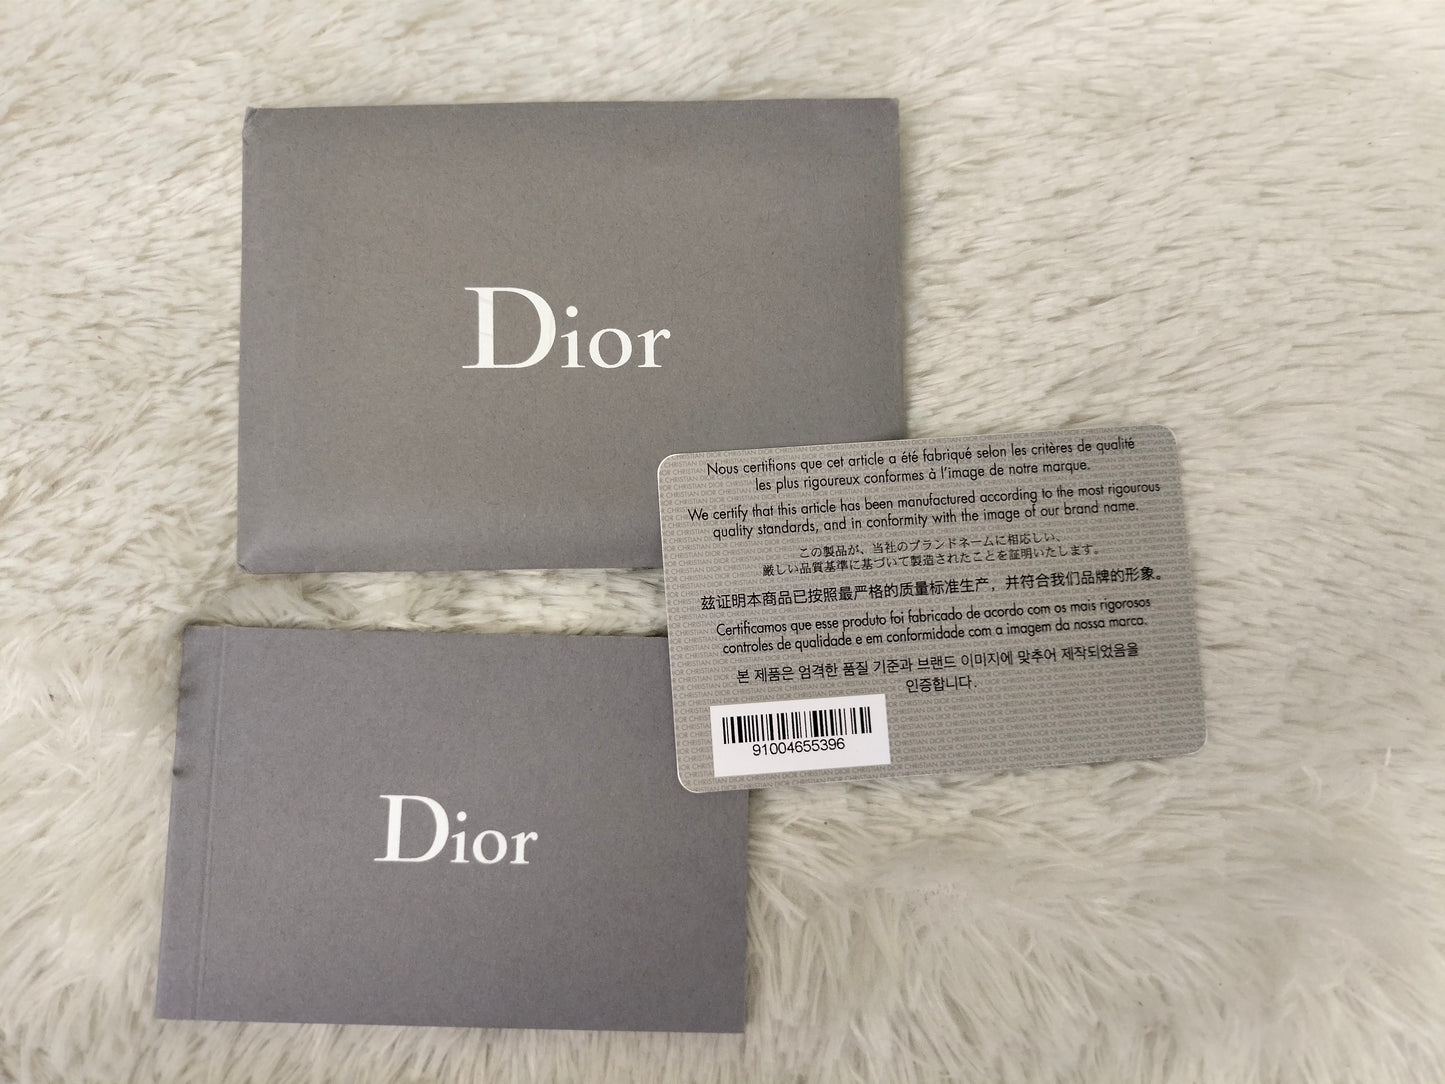 Dior
Nous certifions que cet article a été fabriqué selon les critères de qualité
les plus rigoureux conformes à l'image de notre marque.
We certify that this article has been manufactured according to the most rigourous
quality standards, and in conformity with the image of our brand name.
この製品が、当社のブランドネームに相応しい、
厳しい品質基準に基づいて製造されたことを証明いたします。
兹证明本商品已按照最严格的质量标准生产，并符合我们品牌的形象。
Certificamos que esse produto foi fabricado de acordo com os mais rigorosos
controles de qualidade e em conformidade com a imagem da nossa marca.
본 제품은 엄격한 품질 기준과 브랜드 이미지에 맞추어 제작되었음을
인증합니다.
91004655396
Dior